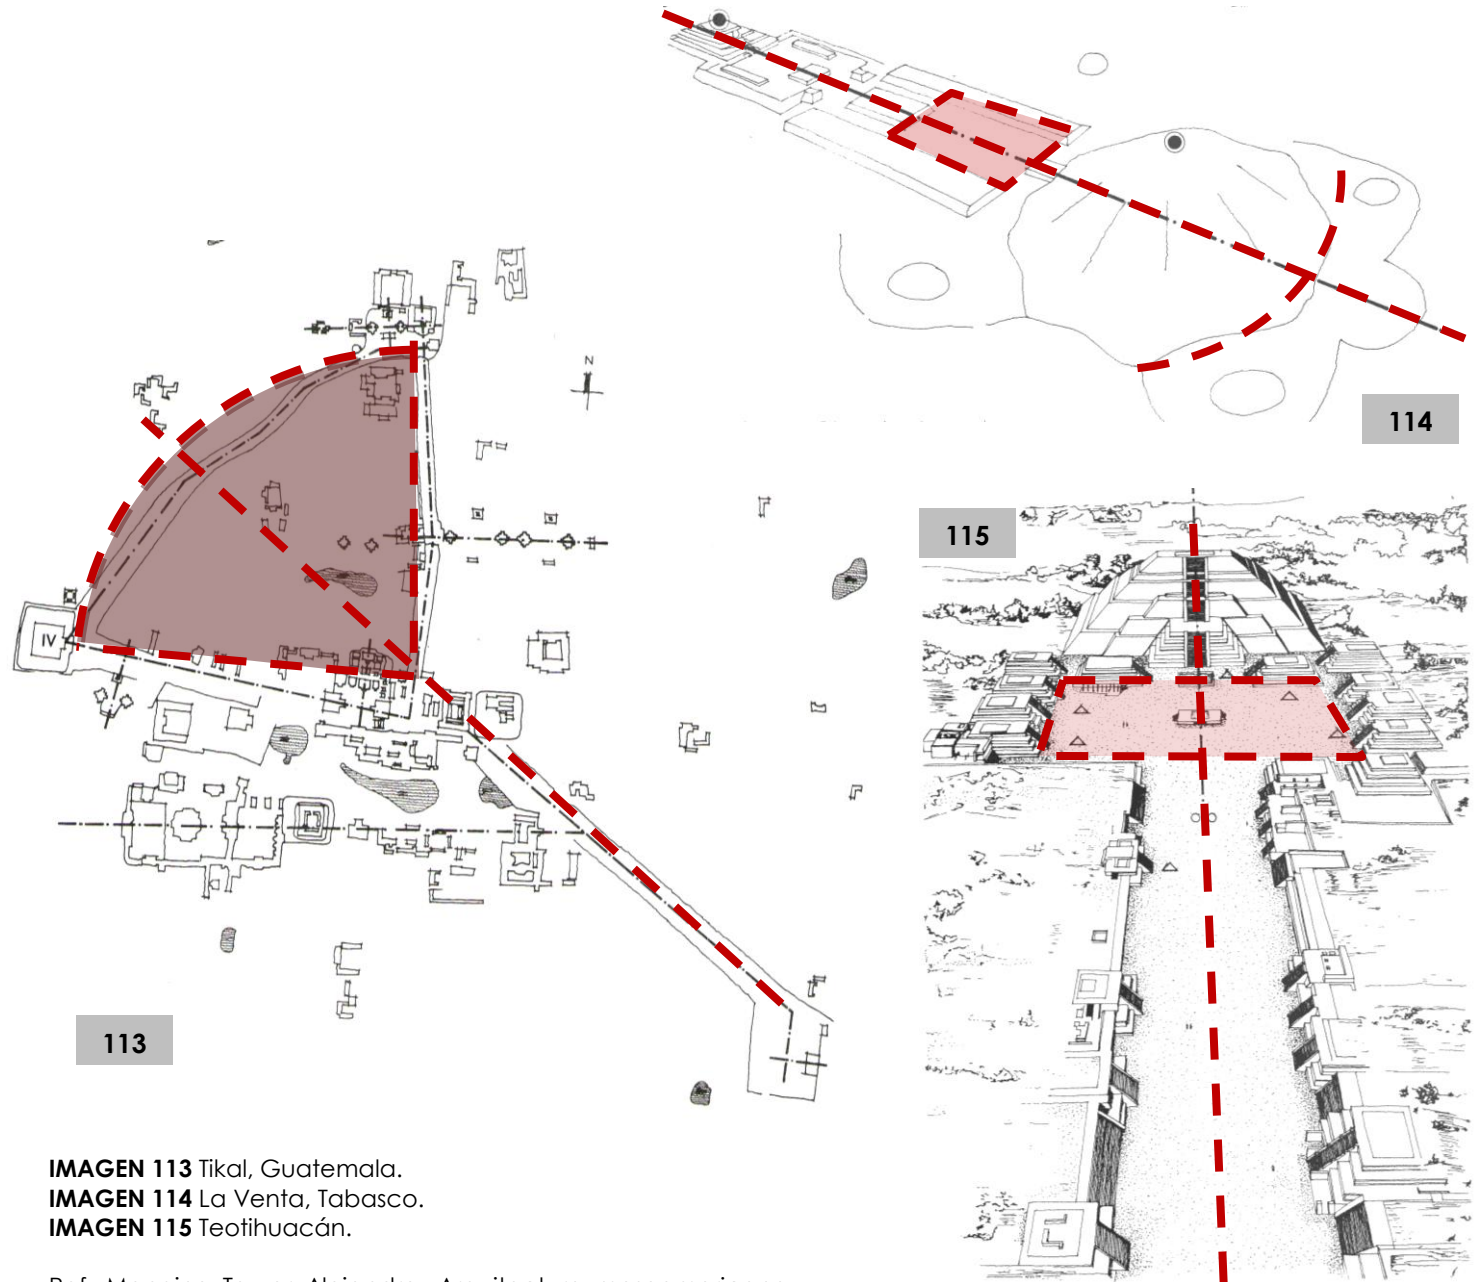 114
N
115
IV
113
IMAGEN 113 Tikal, Guatemala.
IMAGEN 114 La Venta, Tabasco.
IMAGEN 115 Teotihuacán.